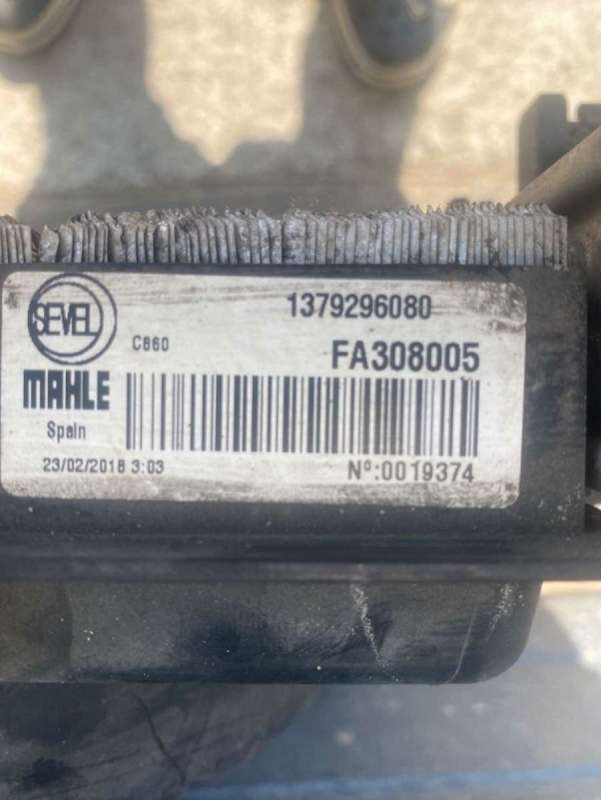 SEVEL
1379296080
C860
FA308005
MAHLE
Spain
23/02/2018 3:03
Nº:0019374